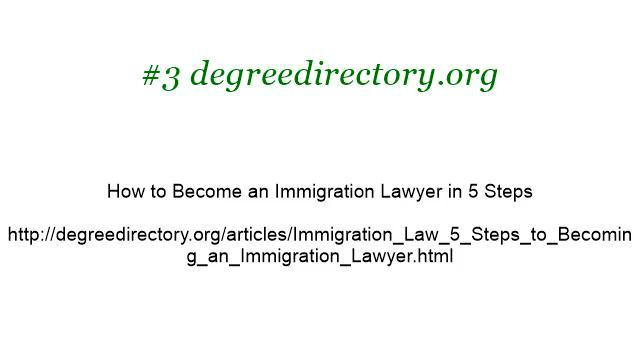 #3 degreedirectory.org
How to Become an Immigration Lawyer in 5 Steps
http://degreedirectory.org/articles/Immigration_Law_5_Steps_to_Becomin
g_an_Immigration_Lawyer.html